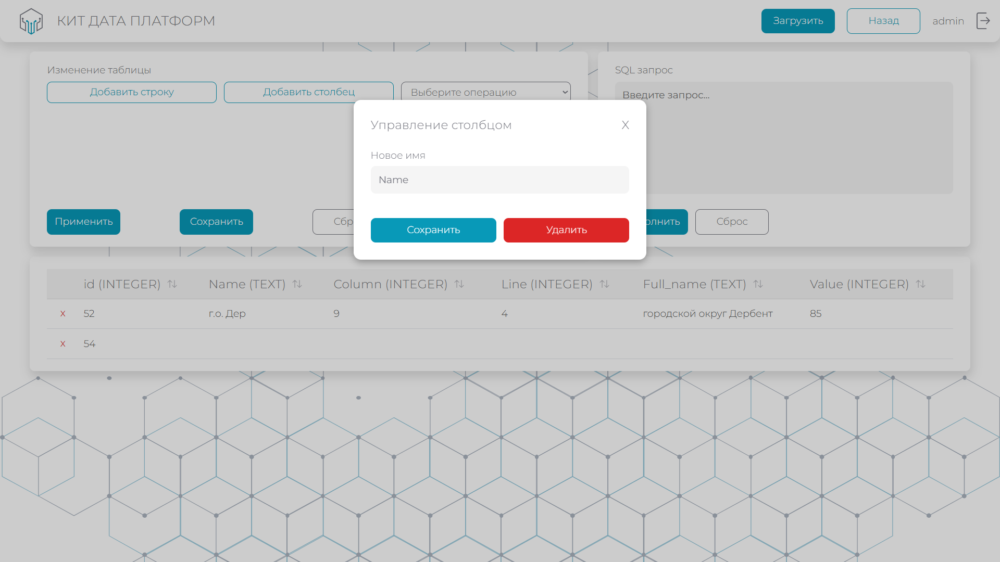 КИТ ДАТА ПЛАТФОРМ
Загрузить
Назад
admin
Изменение таблицы
Добавить строку
Добавить столбец
Выберите операцию
SQL запрос
Введите запрос...
Управление столбцом
X
Новое имя
Name
Сохранить
Удалить
Применить
Сохранить
Сбр
олнить
Сброс
id (INTEGER)
Name (TEXT)
Column (INTEGER)
Line (INTEGER)
Full_name (TEXT)
Value (INTEGER)
X 52 г.о. Дер 9 4 городской округ Дербент 85
X 54